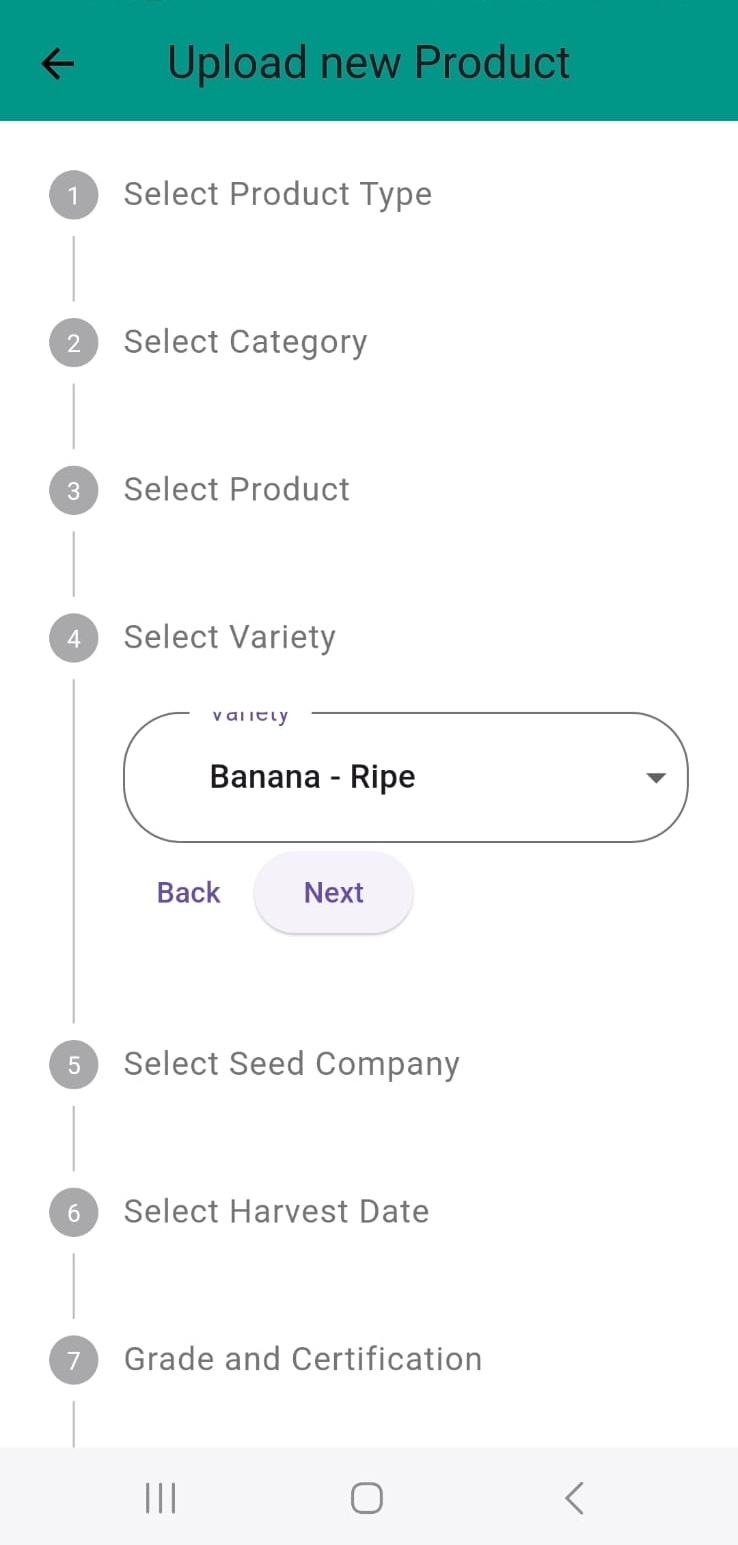 Upload new Product
1 Select Product Type
2 Select Category
3 Select Product
4 Select Variety
Variety
Banana - Ripe
Back Next
5 Select Seed Company
6 Select Harvest Date
7 Grade and Certification